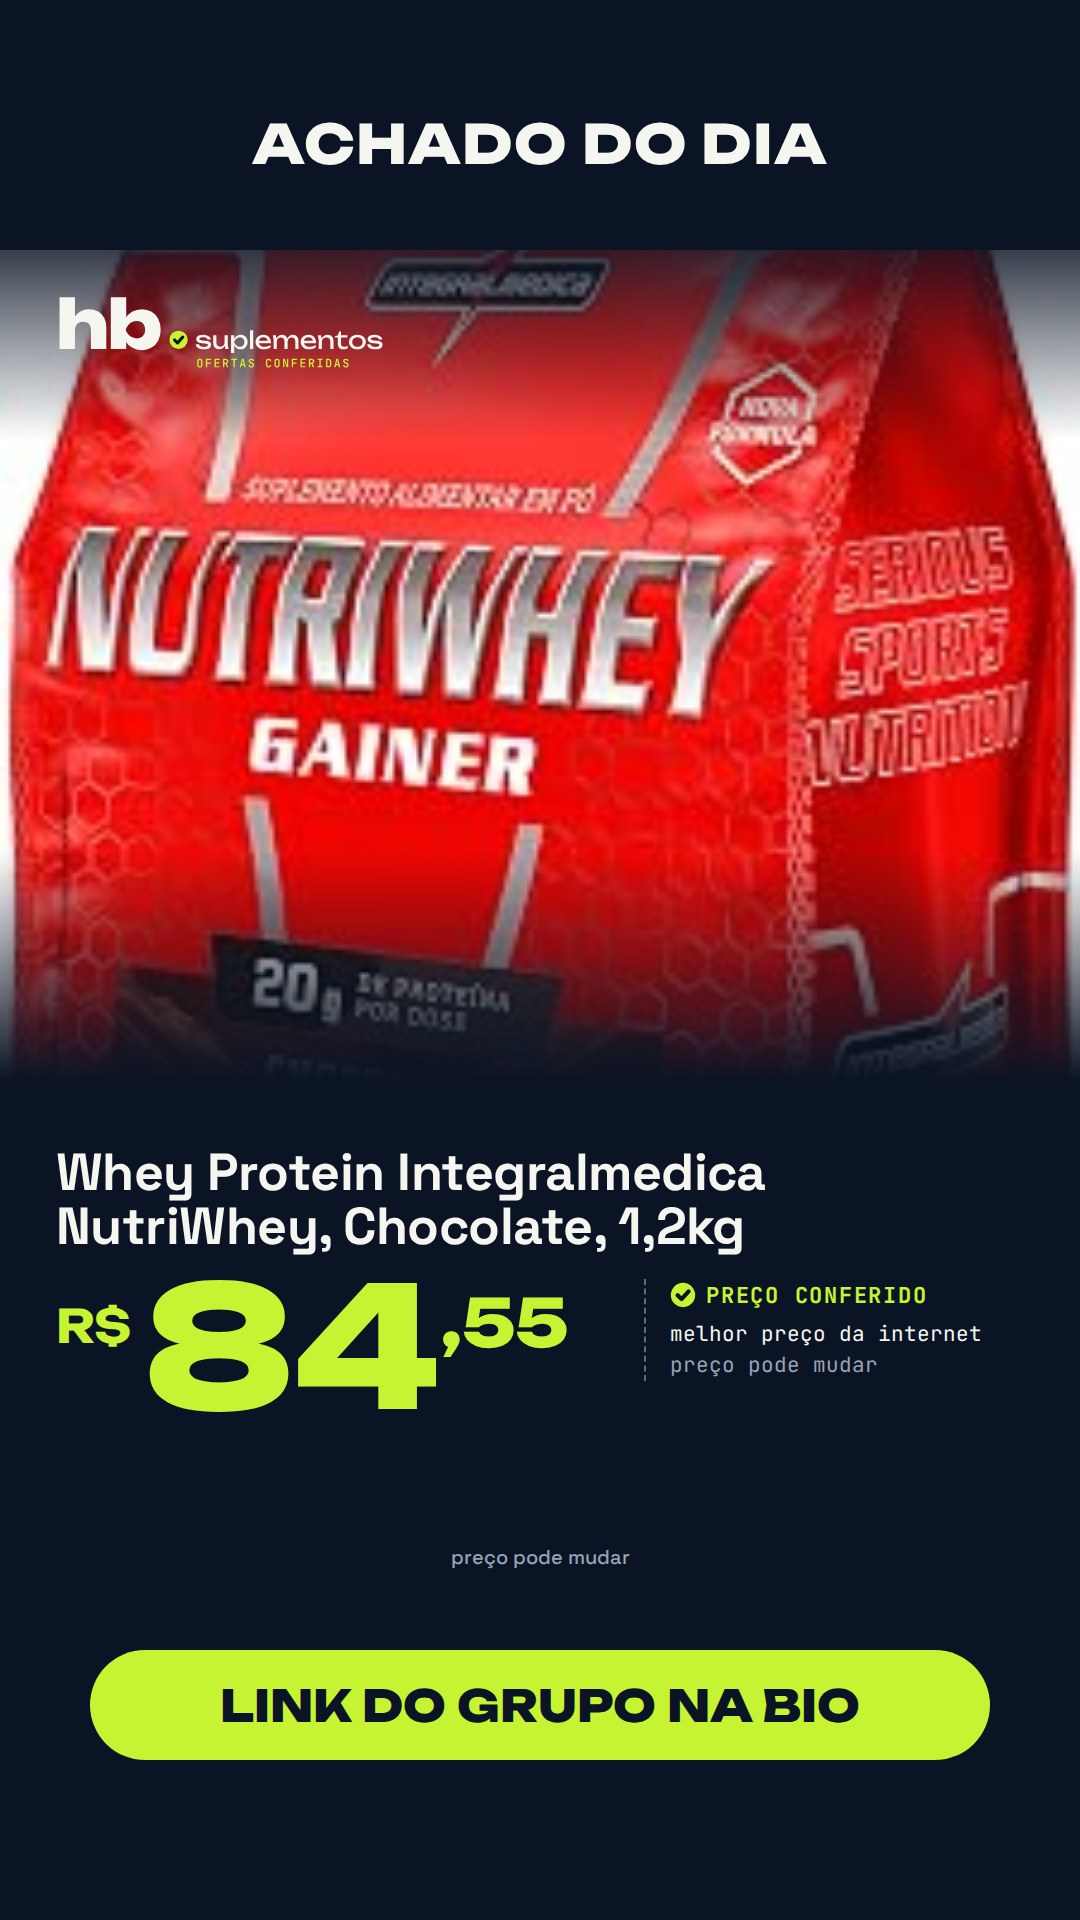 ACHADO DO DIA
INTEGRALMEDICA
hb suplementos
OFERTAS CONFERIDAS
NOVA
FÓRMULA
SUPLEMENTO ALIMENTAR EM PÓ
NUTRIWHEY
GAINER
SERIOUS
SPORTS
NUTRITION
20g DE PROTEÍNA
POR DOSE
INTEGRALMEDICA
Whey Protein Integralmedica
NutriWhey, Chocolate, 1,2kg
R$ 84,55
PREÇO CONFERIDO
melhor preço da internet
preço pode mudar
preço pode mudar
LINK DO GRUPO NA BIO